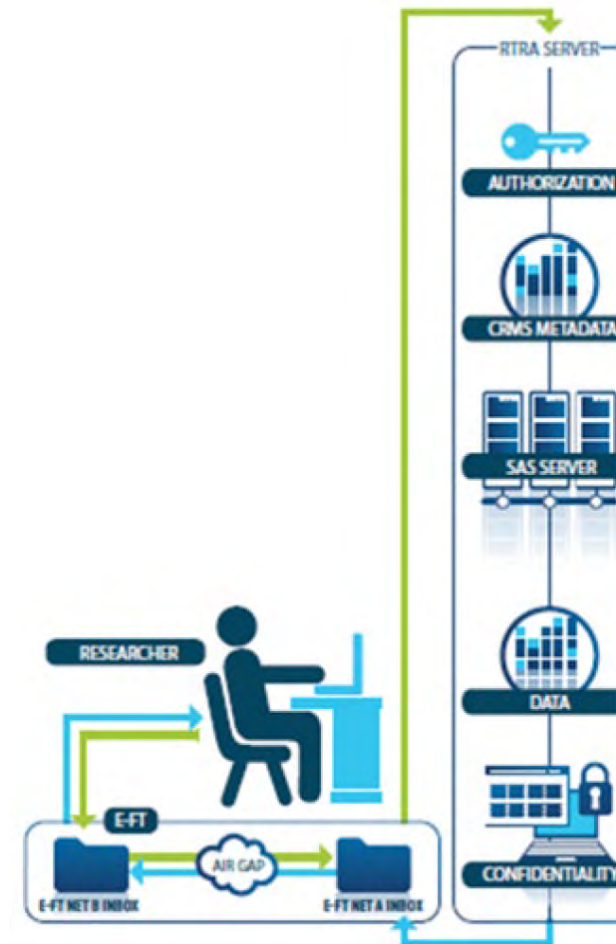 RTRA SERVER
AUTHORIZATION
CRMS METADATA
SAS SERVER
RESEARCHER
DATA
E-FT
AIR GAP
E-FT NET B INBOX
E-FT NET A INBOX
CONFIDENTIALITY